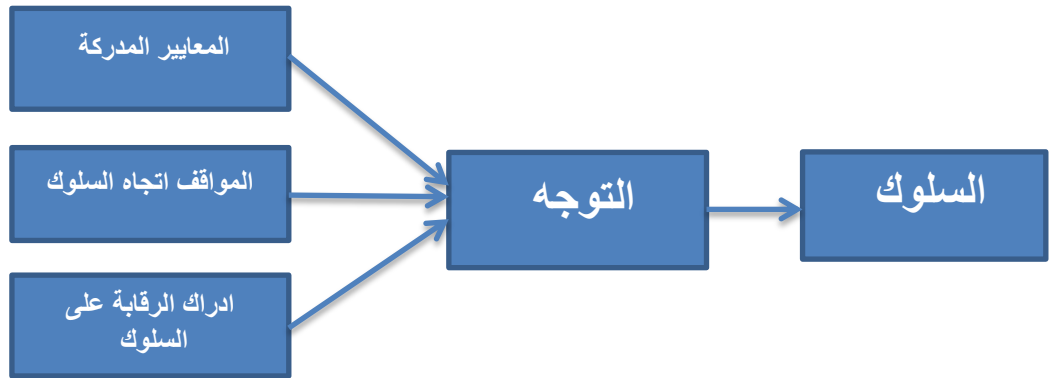 المعايير المدركة
المواقف اتجاه السلوك
ادراك الرقابة على
السلوك
التوجه
السلوك